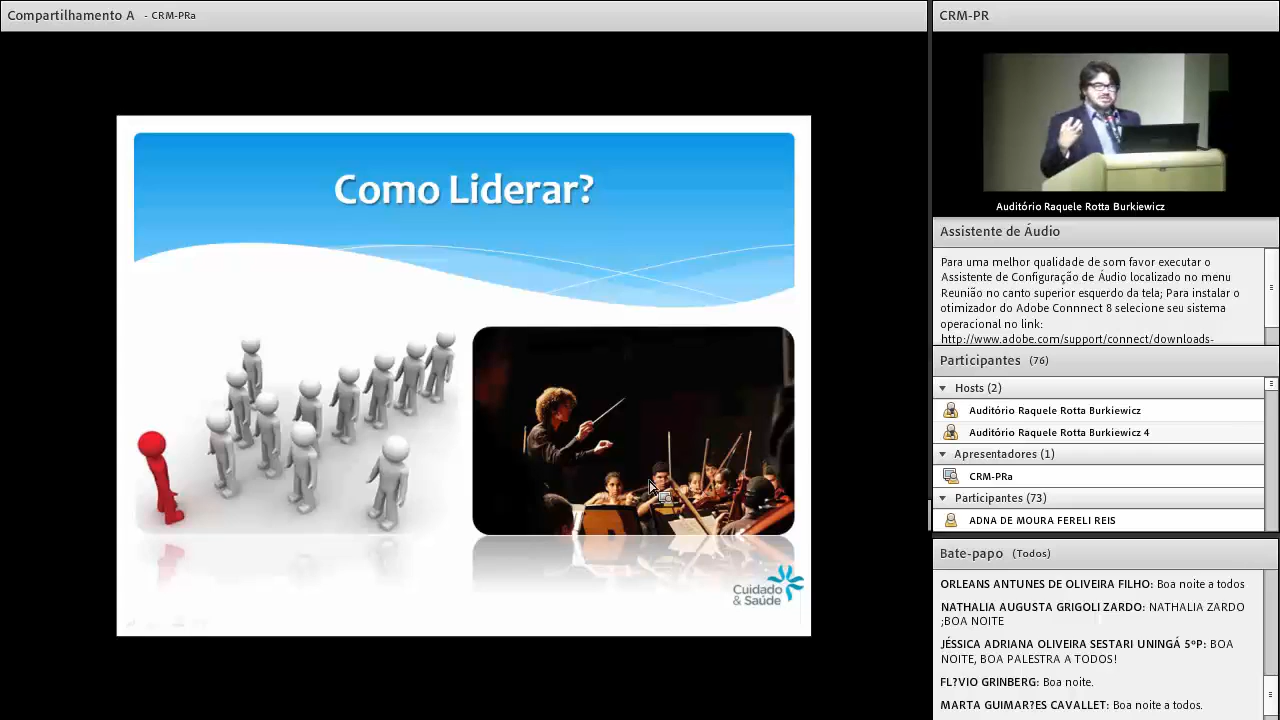 Compartilhamento A - CRM-PRa
Como Liderar?
Cuidado
& Saúde
CRM-PR
Auditório Raquele Rotta Burkiewicz
Assistente de Áudio
Para uma melhor qualidade de som favor executar o
Assistente de Configuração de Áudio localizado no menu
Reunião no canto superior esquerdo da tela; Para instalar o
otimizador do Adobe Connnect 8 selecione seu sistema
operacional no link:
http://www.adobe.com/support/connect/downloads-
Participantes (76)
Hosts (2)
Auditório Raquele Rotta Burkiewicz
Auditório Raquele Rotta Burkiewicz 4
Apresentadores (1)
CRM-PRa
Participantes (73)
ADNA DE MOURA FERELI REIS
Bate-papo (Todos)
ORLEANS ANTUNES DE OLIVEIRA FILHO: Boa noite a todos
NATHALIA AUGUSTA GRIGOLI ZARDO: NATHALIA ZARDO
;BOA NOITE
JÉSSICA ADRIANA OLIVEIRA SESTARI UNINGÁ 5ºP: BOA
NOITE, BOA PALESTRA A TODOS!
FL?VIO GRINBERG: Boa noite.
MARTA GUIMAR?ES CAVALLET: Boa noite a todos.